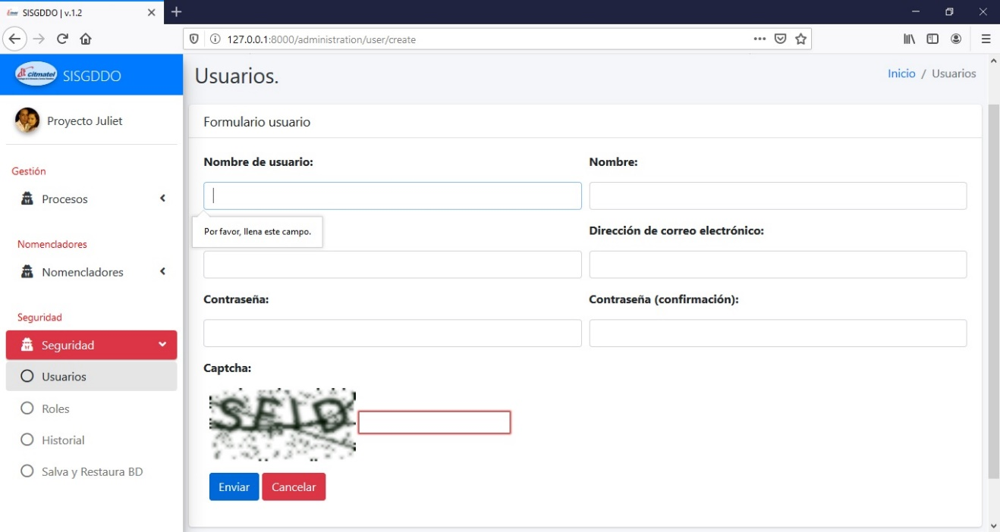 SISGDDO | v.1.2
127.0.0.1:8000/administration/user/create
citmatel SISGDDO
Usuarios.
Inicio / Usuarios
Proyecto Juliet
Formulario usuario
Nombre de usuario:
Nombre:
Gestión
Procesos
Por favor, llena este campo.
Dirección de correo electrónico:
Nomencladores
Nomencladores
Contraseña:
Contraseña (confirmación):
Seguridad
Seguridad
Captcha:
Usuarios
Roles
Historial
Salva y Restaura BD
Enviar Cancelar